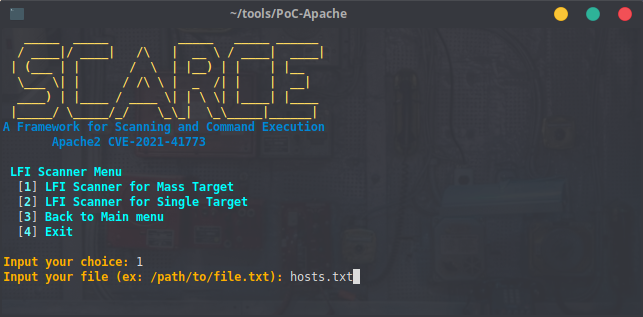 ~/tools/PoC-Apache
SCARCE
A Framework for Scanning and Command Execution
Apache2 CVE-2021-41773
LFI Scanner Menu
[1] LFI Scanner for Mass Target
[2] LFI Scanner for Single Target
[3] Back to Main menu
[4] Exit
Input your choice: 1
Input your file (ex: /path/to/file.txt): hosts.txt